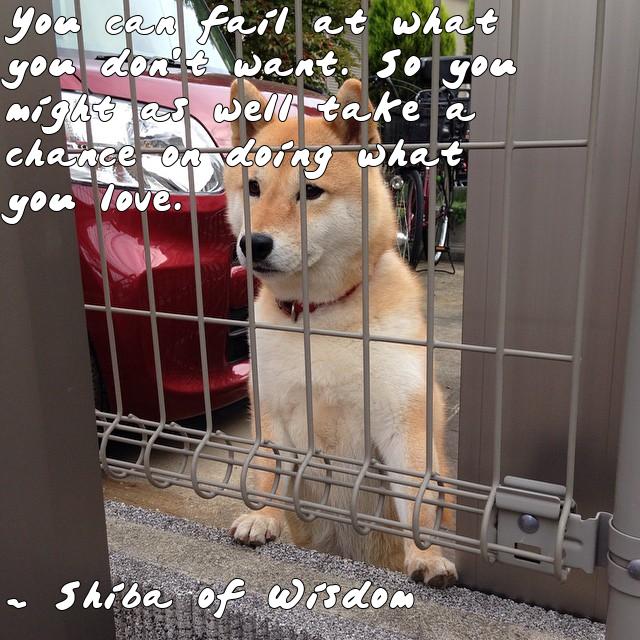 You can fail at what
you don't want. So you
might as well take a
chance on doing what
you love.
~ Shiba of Wisdom